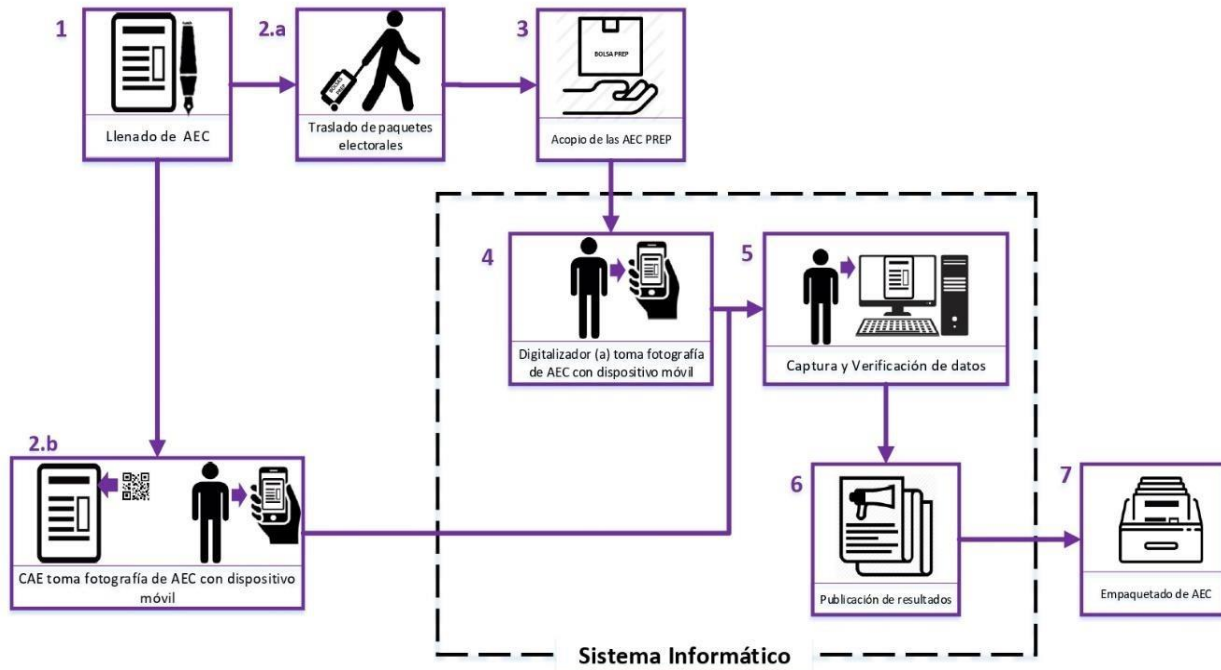 1
2.a
3
BOLSAS PREP
BOLSA PREP
Llenado de AEC
Traslado de paquetes
electorales
Acopio de las AEC PREP
4
5
Digitalizador (a) toma fotografía
de AEC con dispositivo móvil
Captura y Verificación de datos
2.b
6
7
CAE toma fotografía de AEC con dispositivo
móvil
Publicación de resultados
Empaquetado de AEC
Sistema Informático